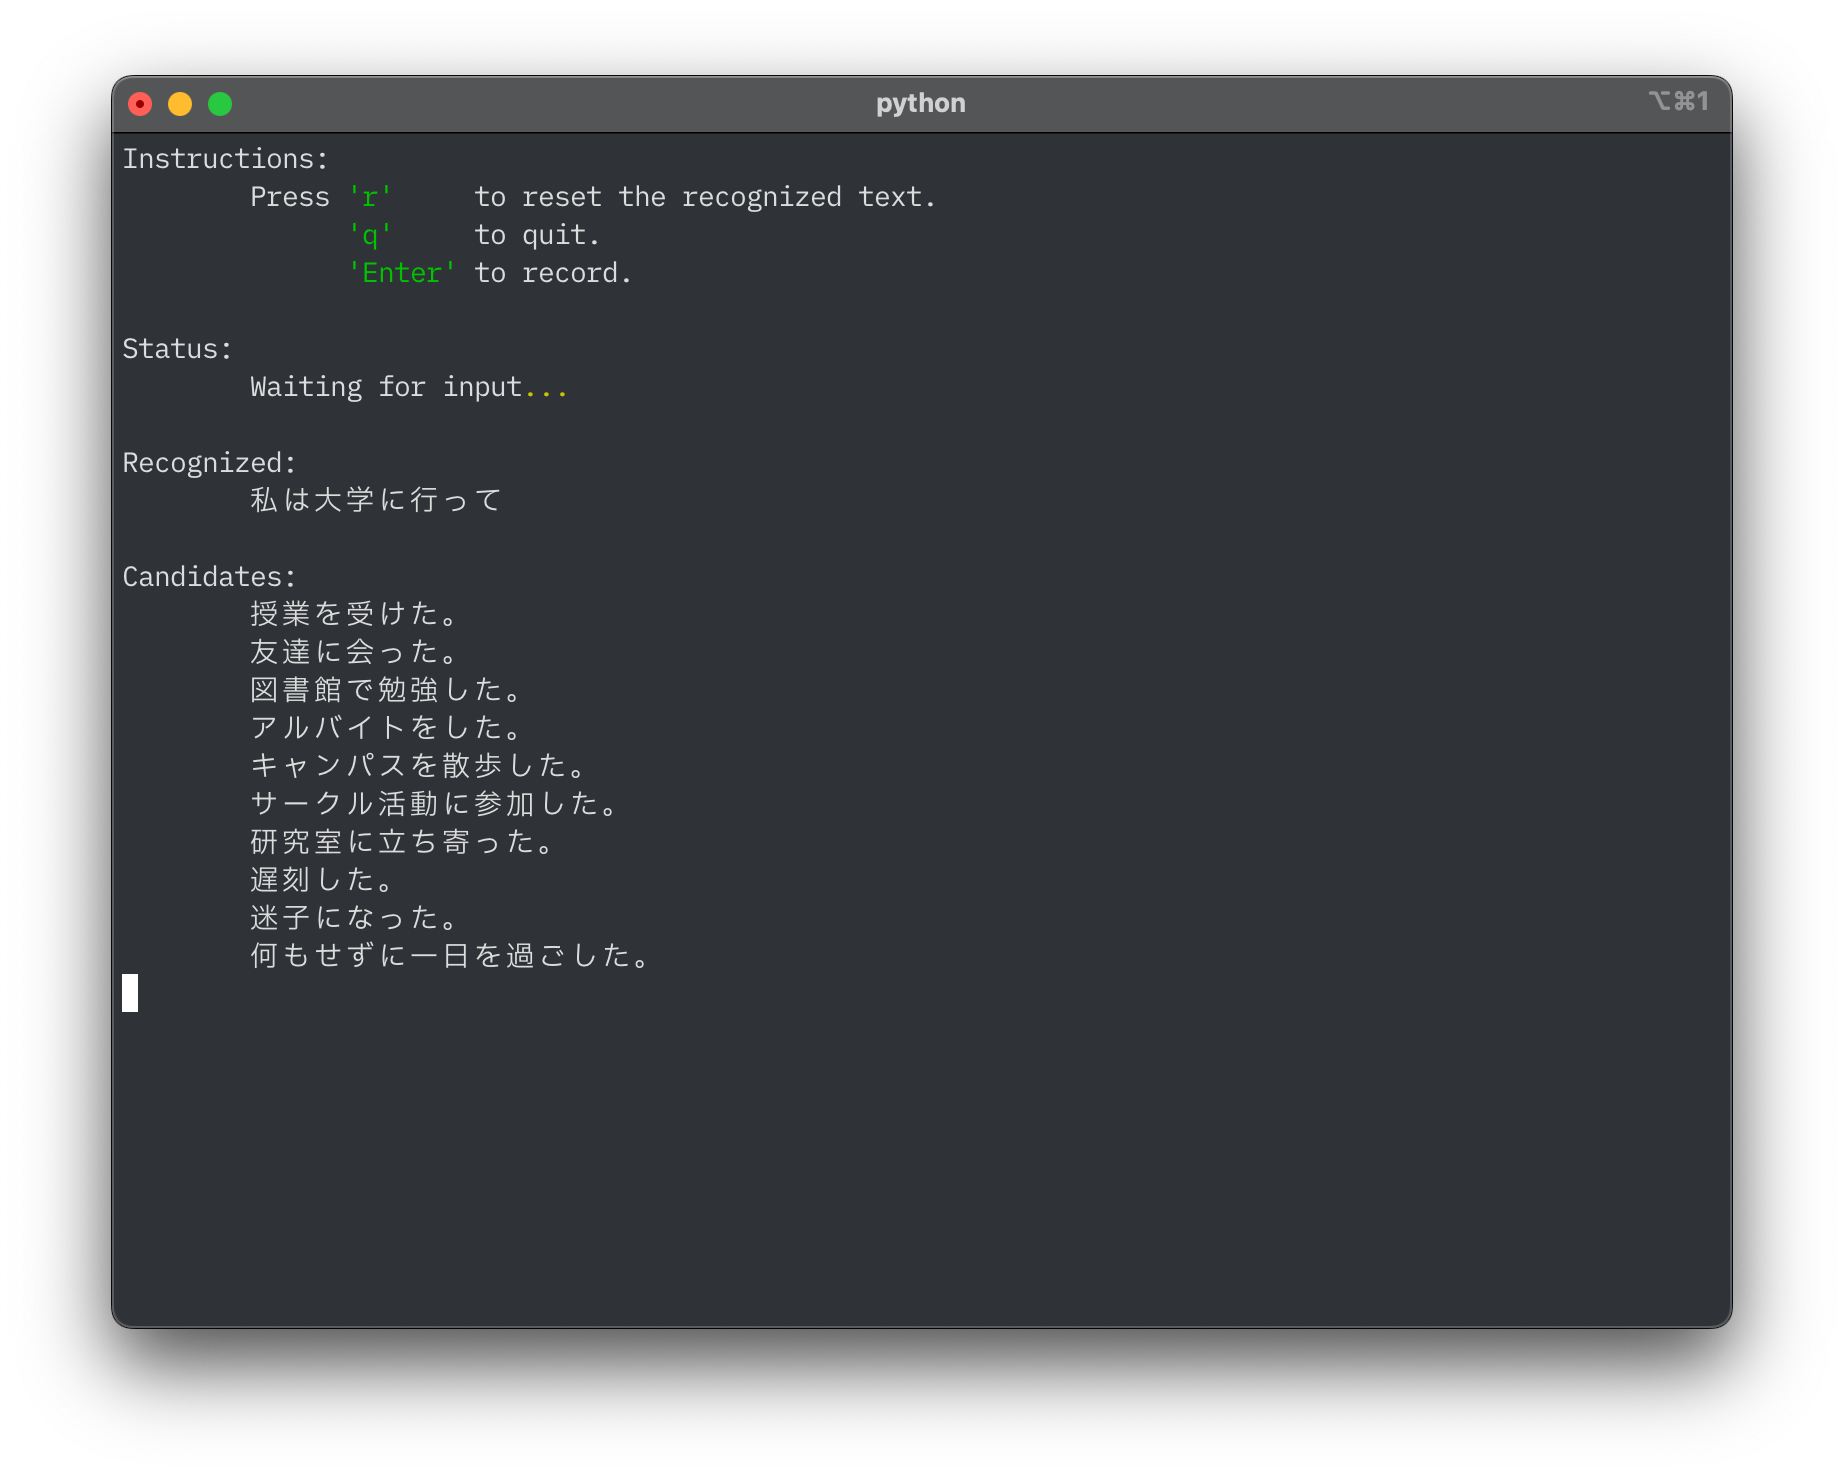 python
⌥⌘1
Instructions:
Press 'r' to reset the recognized text.
'q' to quit.
'Enter' to record.
Status:
Waiting for input...
Recognized:
私は大学に行って
Candidates:
授業を受けた。
友達に会った。
図書館で勉強した。
アルバイトをした。
キャンパスを散歩した。
サークル活動に参加した。
研究室に立ち寄った。
遅刻した。
迷子になった。
何もせずに一日を過ごした。